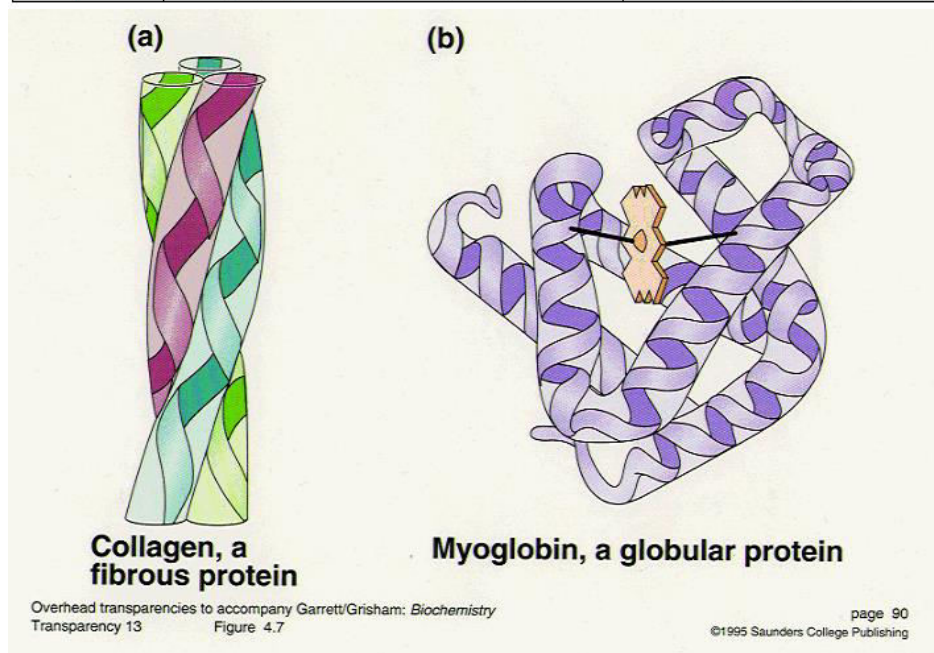 (a)
(b)
Collagen, a
fibrous protein
Myoglobin, a globular protein
Overhead transparencies to accompany Garrett/Grisham: Biochemistry
Transparency 13 Figure 4.7
page 90
©1995 Saunders College Publishing